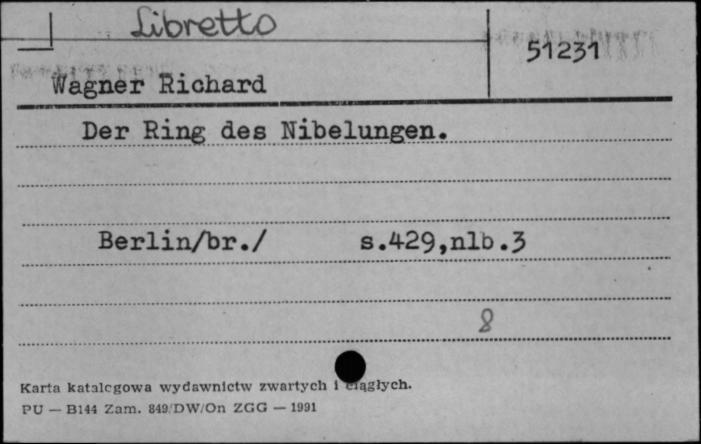 Libretto
51231
Wagner Richard
Der Ring des Nibelungen.
Berlin/br./ s.429,nlb.3
8
Karta katalogowa wydawnictw zwartych i ciągłych.
PU — B144 Zam. 849/DW/On ZGG — 1991